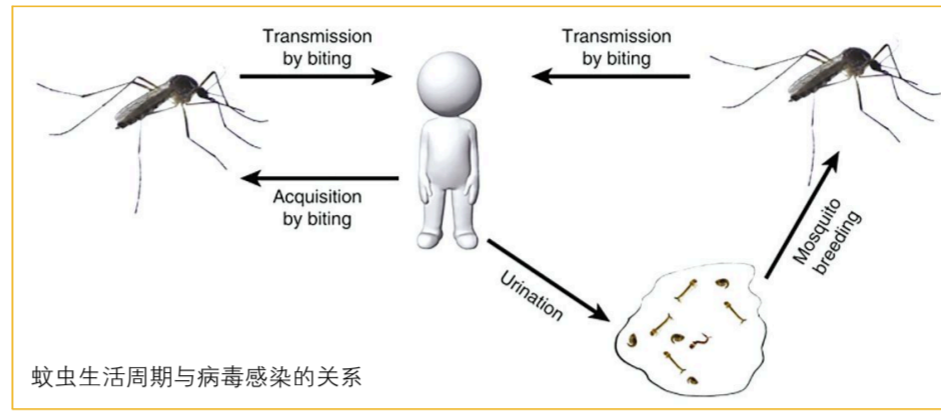 Transmission
by biting
Transmission
by biting
Acquisition
by biting
Urination
Mosquito
breeding
蚊虫生活周期与病毒感染的关系